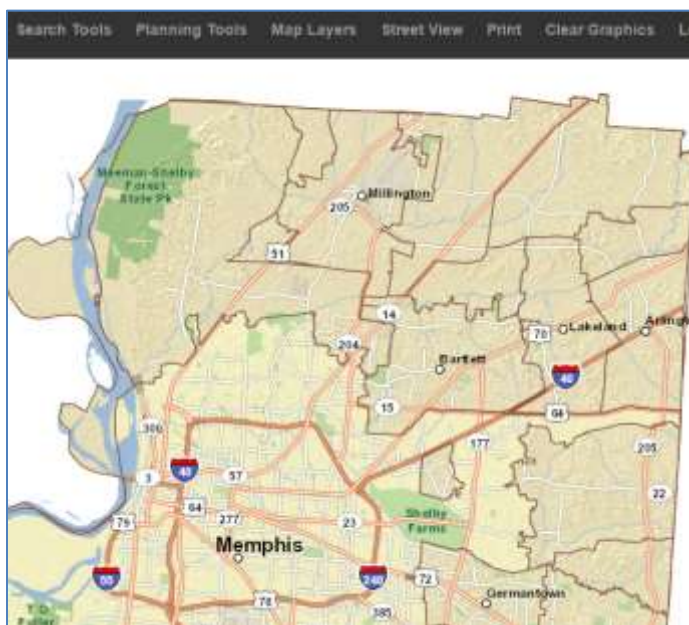 Search Tools Planning Tools Map Layers Street View Print Clear Graphics L
Meeman-Shelby
Forest
State Pk
Millington
205
51
14
70
Lakeland
204
Bartlett
40
15
64
306
177
205
3
40
57
22
64
79
277
23
Shelby
Farms
Memphis
55
240
72
Germantown
78
385
T.O.
Fuller